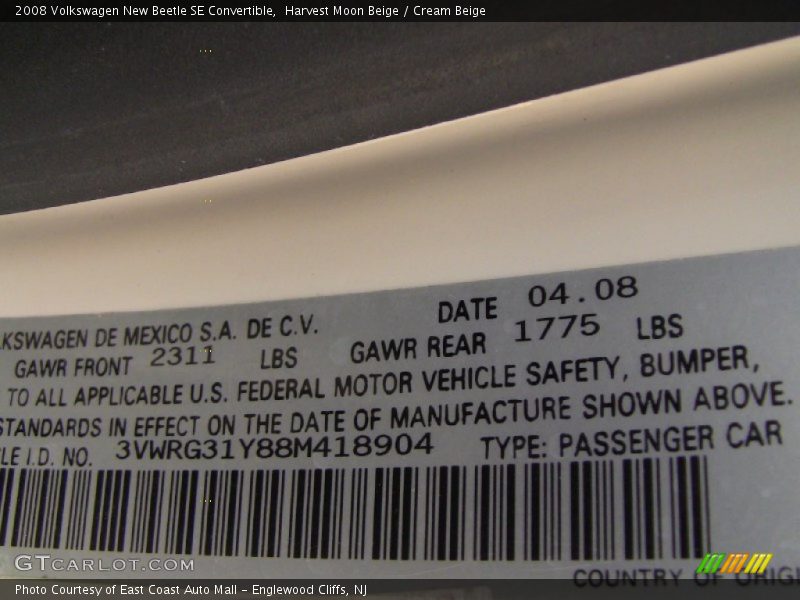 2008 Volkswagen New Beetle SE Convertible, Harvest Moon Beige / Cream Beige
DATE 04.08
KSWAGEN DE MEXICO S.A. DE C.V.
GAWR FRONT 2311 LBS GAWR REAR 1775 LBS
TO ALL APPLICABLE U.S. FEDERAL MOTOR VEHICLE SAFETY, BUMPER,
STANDARDS IN EFFECT ON THE DATE OF MANUFACTURE SHOWN ABOVE.
LE I.D. NO. 3VWRG31Y88M418904 TYPE: PASSENGER CAR
COUNTRY OF ORIGI
GTCARLOT.COM
Photo Courtesy of East Coast Auto Mall - Englewood Cliffs, NJ